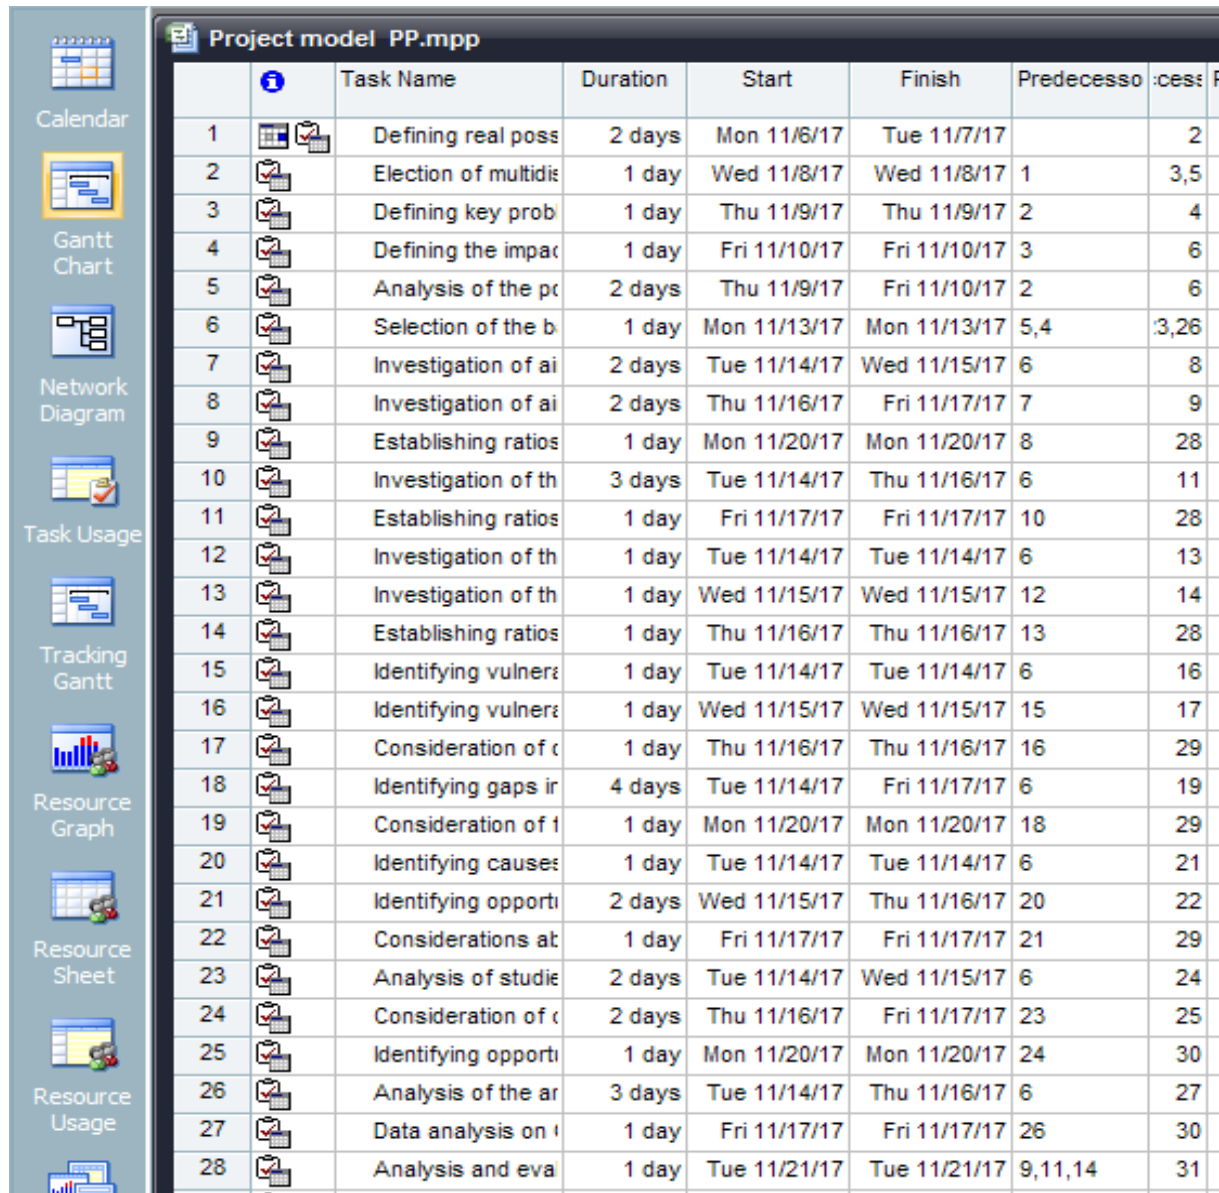 Project model PP.mpp
Task Name Duration Start Finish Predecesso cess
1 Defining real poss 2 days Mon 11/6/17 Tue 11/7/17 2
2 Election of multidis 1 day Wed 11/8/17 Wed 11/8/17 1 3,5
3 Defining key probl 1 day Thu 11/9/17 Thu 11/9/17 2 4
4 Defining the impac 1 day Fri 11/10/17 Fri 11/10/17 3 6
5 Analysis of the po 2 days Thu 11/9/17 Fri 11/10/17 2 6
6 Selection of the b 1 day Mon 11/13/17 Mon 11/13/17 5,4 3,26
7 Investigation of ai 2 days Tue 11/14/17 Wed 11/15/17 6 8
8 Investigation of ai 2 days Thu 11/16/17 Fri 11/17/17 7 9
9 Establishing ratios 1 day Mon 11/20/17 Mon 11/20/17 8 28
10 Investigation of th 3 days Tue 11/14/17 Thu 11/16/17 6 11
11 Establishing ratios 1 day Fri 11/17/17 Fri 11/17/17 10 28
12 Investigation of th 1 day Tue 11/14/17 Tue 11/14/17 6 13
13 Investigation of th 1 day Wed 11/15/17 Wed 11/15/17 12 14
14 Establishing ratios 1 day Thu 11/16/17 Thu 11/16/17 13 28
15 Identifying vulnera 1 day Tue 11/14/17 Tue 11/14/17 6 16
16 Identifying vulnera 1 day Wed 11/15/17 Wed 11/15/17 15 17
17 Consideration of c 1 day Thu 11/16/17 Thu 11/16/17 16 29
18 Identifying gaps in 4 days Tue 11/14/17 Fri 11/17/17 6 19
19 Consideration of f 1 day Mon 11/20/17 Mon 11/20/17 18 29
20 Identifying causes 1 day Tue 11/14/17 Tue 11/14/17 6 21
21 Identifying opportu 2 days Wed 11/15/17 Thu 11/16/17 20 22
22 Considerations ab 1 day Fri 11/17/17 Fri 11/17/17 21 29
23 Analysis of studie 2 days Tue 11/14/17 Wed 11/15/17 6 24
24 Consideration of c 2 days Thu 11/16/17 Fri 11/17/17 23 25
25 Identifying opportu 1 day Mon 11/20/17 Mon 11/20/17 24 30
26 Analysis of the ar 3 days Tue 11/14/17 Thu 11/16/17 6 27
27 Data analysis on 1 day Fri 11/17/17 Fri 11/17/17 26 30
28 Analysis and eval 1 day Tue 11/21/17 Tue 11/21/17 9,11,14 31
Calendar
Gantt
Chart
Network
Diagram
Task Usage
Tracking
Gantt
Resource
Graph
Resource
Sheet
Resource
Usage